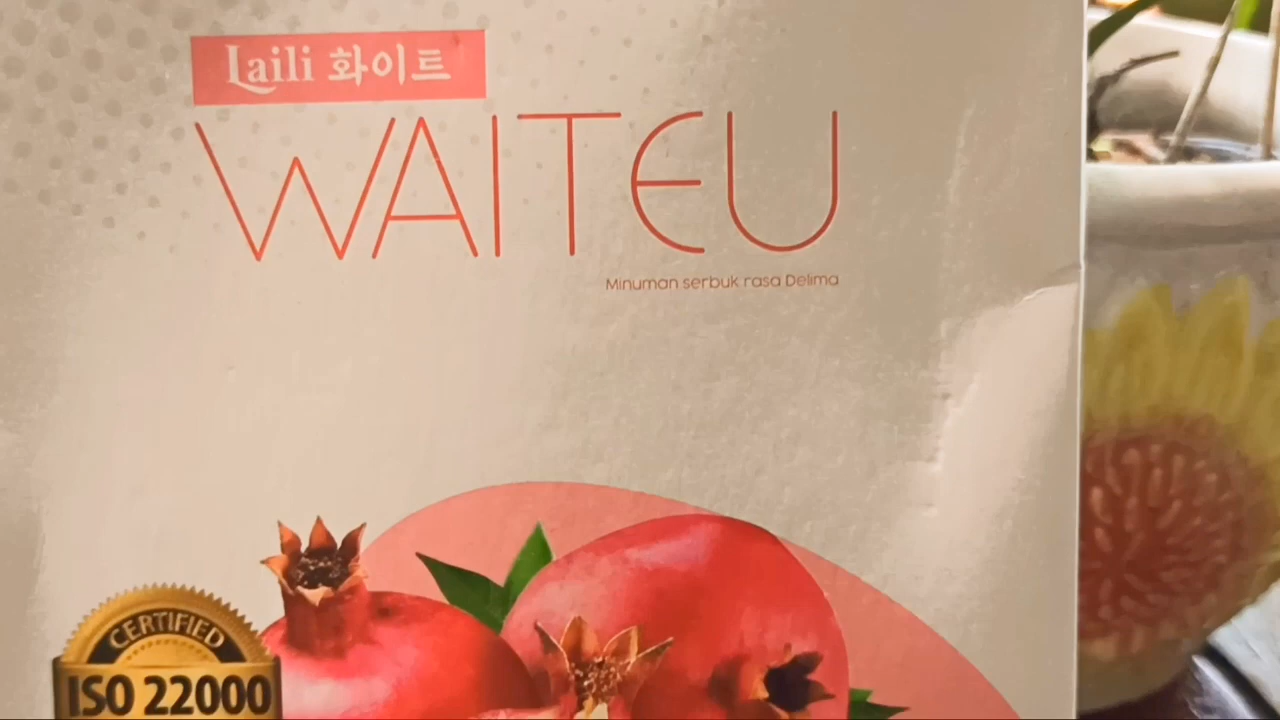 Laili 화이트
WAITEU
Minuman serbuk rasa Delima
CERTIFIED
ISO 22000